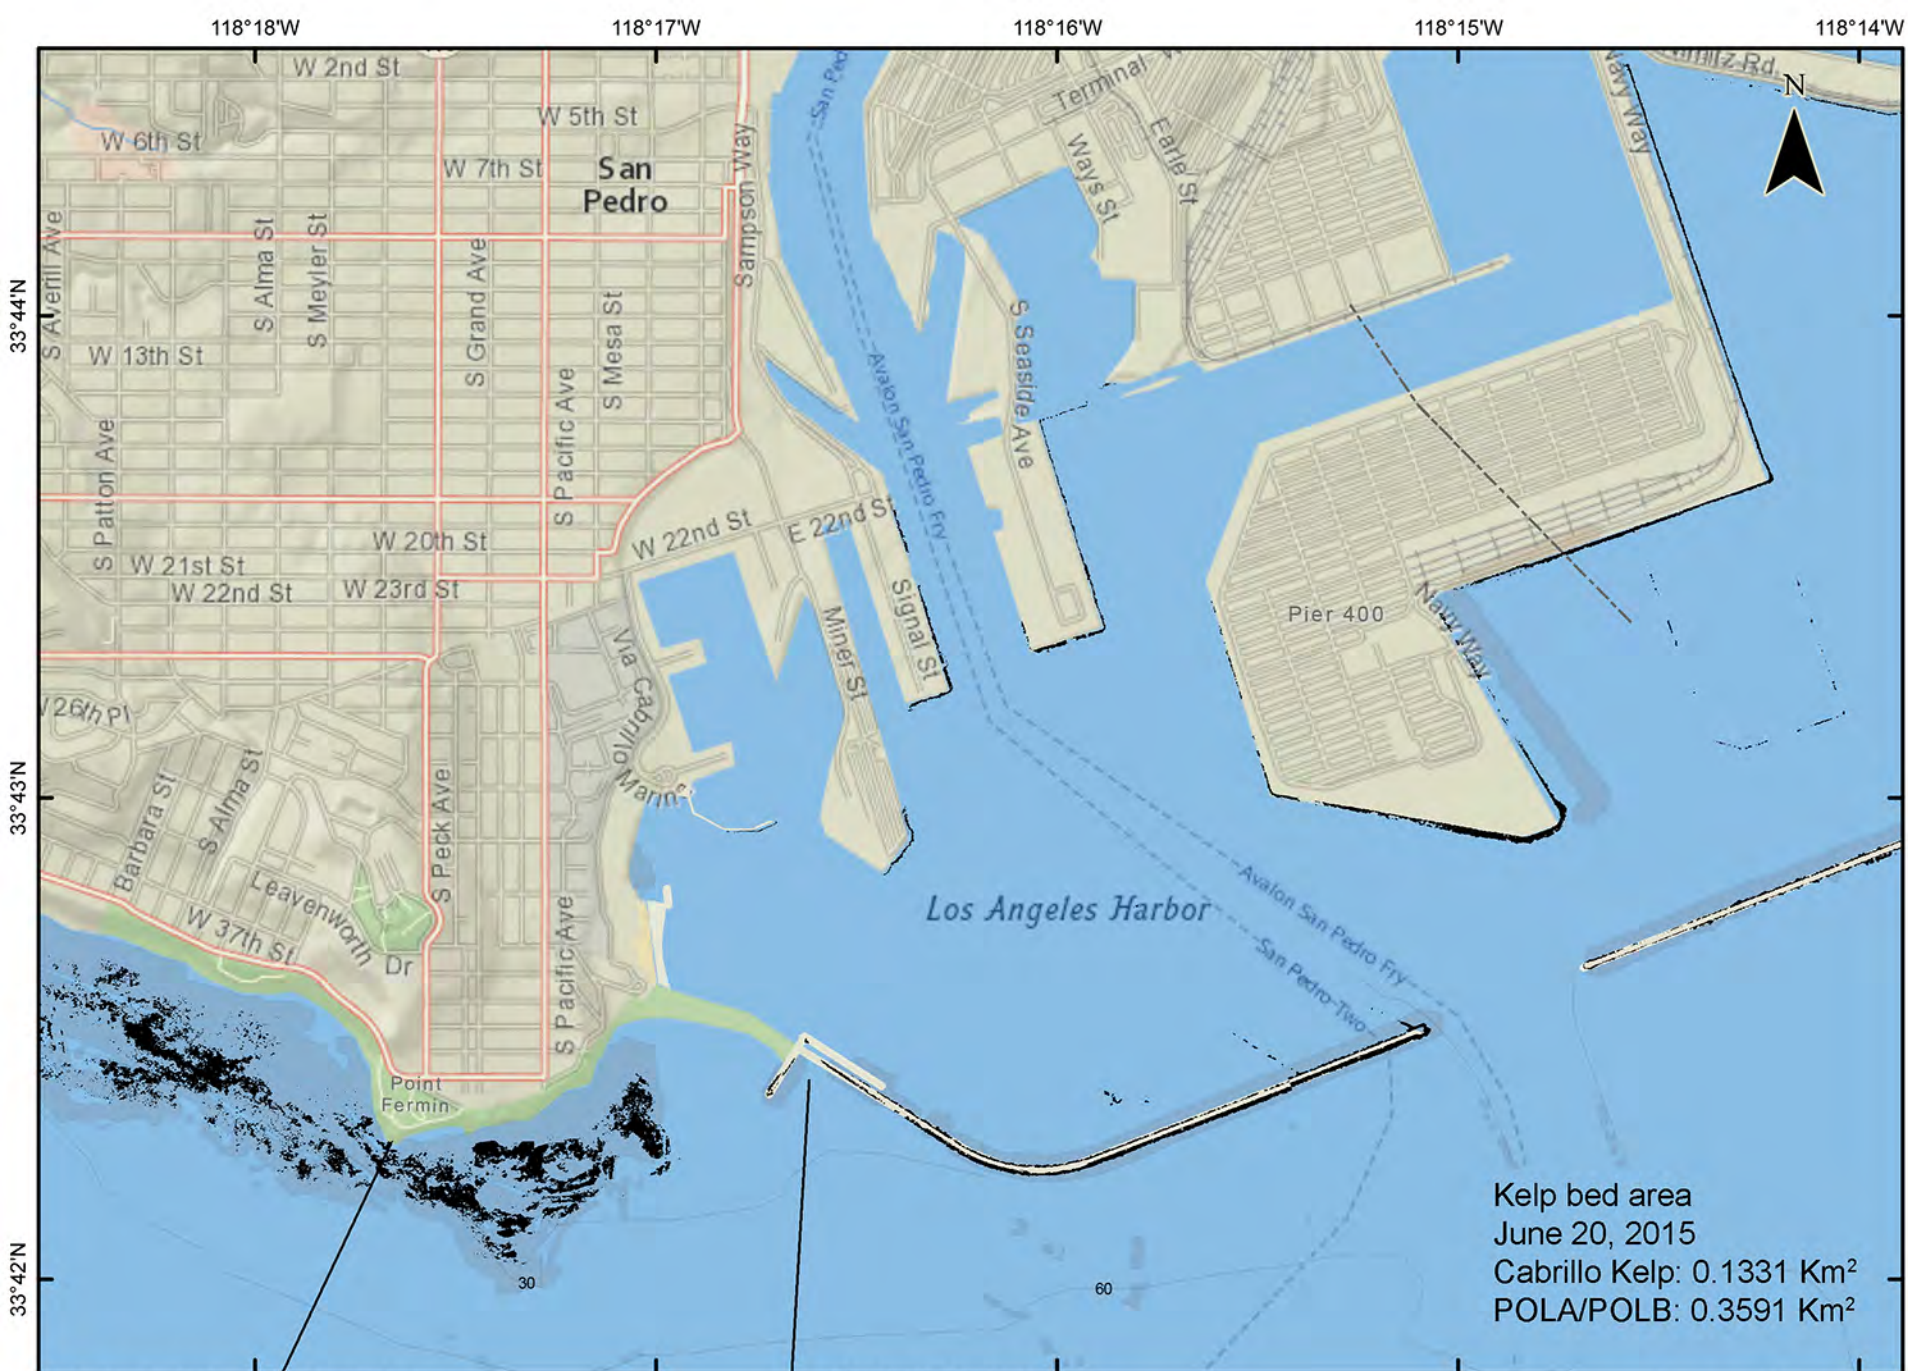 118°18'W
118°17'W
118°16'W
118°15'W
118°14'W
33°44'N
33°43'N
33°42'N
N
W 2nd St
W 5th St
W 6th St
W 7th St
San
Pedro
Sampson Way
San Ped
Terminal W
Ways St
Earle St
Navy Way
Nimitz Rd
S Averill Ave
S Alma St
S Meyler St
S Grand Ave
S Mesa St
W 13th St
S Pacific Ave
S Patton Ave
S Seaside Ave
Avalon San Pedro Fry
W 20th St
W 21st St
W 22nd St
W 23rd St
W 22nd St
E 22nd St
Signal St
Miner St
Via Cabrillo
Marin
Pier 400
Navy Way
26th Pl
Barbara St
S Alma St
S Peck Ave
Leavenworth
Dr
W 37th St
S Pacific Ave
Los Angeles Harbor
Avalon San Pedro Fry
San Pedro-Two
Point
Fermin
30
60
Kelp bed area
June 20, 2015
Cabrillo Kelp: 0.1331 Km²
POLA/POLB: 0.3591 Km²